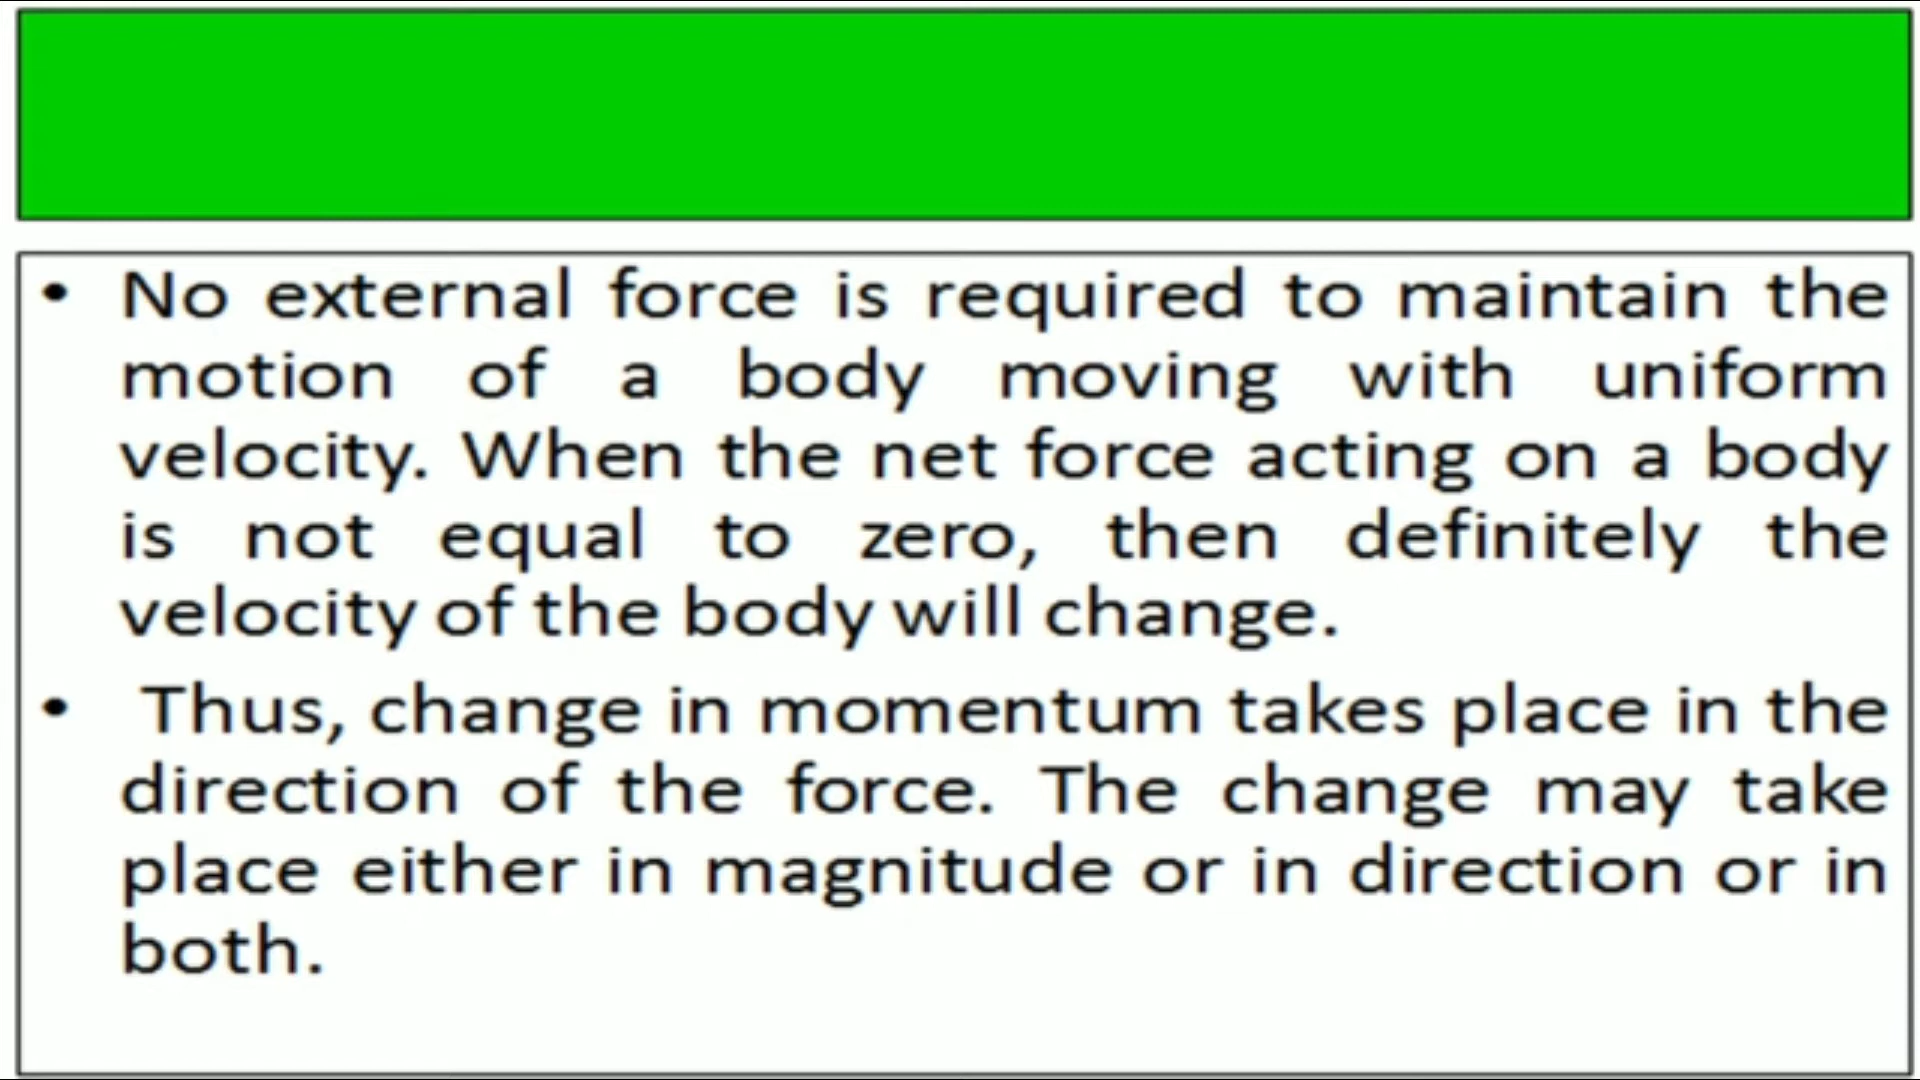 • No external force is required to maintain the
motion of a body moving with uniform
velocity. When the net force acting on a body
is not equal to zero, then definitely the
velocity of the body will change.
• Thus, change in momentum takes place in the
direction of the force. The change may take
place either in magnitude or in direction or in
both.